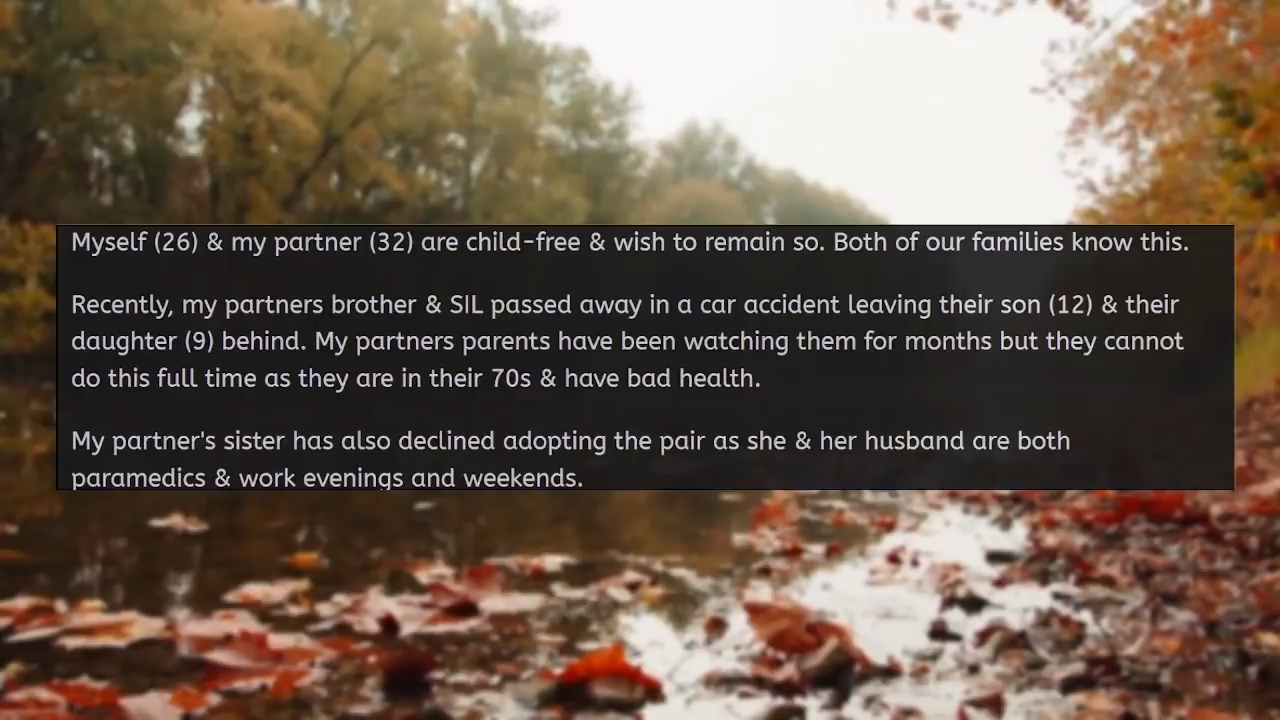 Myself (26) & my partner (32) are child-free & wish to remain so. Both of our families know this.
Recently, my partners brother & SIL passed away in a car accident leaving their son (12) & their
daughter (9) behind. My partners parents have been watching them for months but they cannot
do this full time as they are in their 70s & have bad health.
My partner's sister has also declined adopting the pair as she & her husband are both
paramedics & work evenings and weekends.